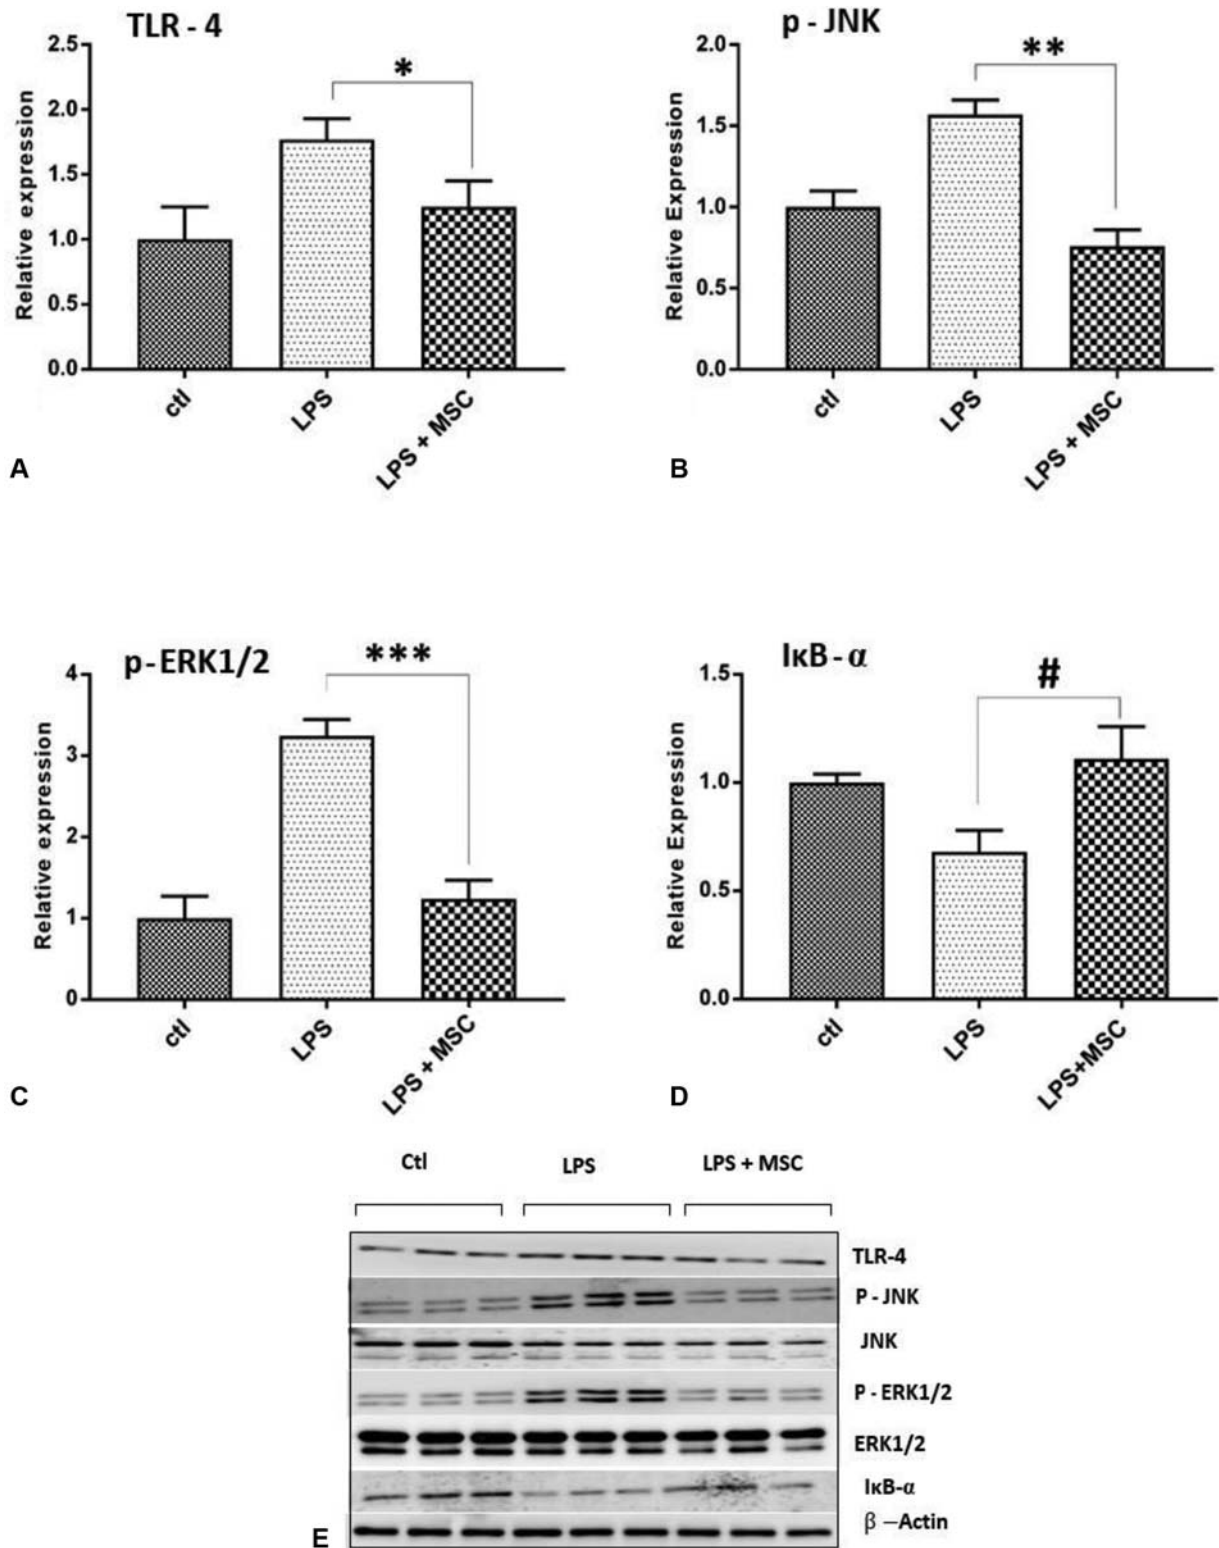 TLR - 4
*
2.5
2.0
1.5
1.0
0.5
0.0
Relative expression
ctl
LPS
LPS + MSC
A
p - JNK
**
2.0
1.5
1.0
0.5
0.0
Relative Expression
ctl
LPS
LPS + MSC
B
p - ERK1/2
***
4
3
2
1
0
Relative expression
ctl
LPS
LPS + MSC
C
IκB - α
#
1.5
1.0
0.5
0.0
Relative Expression
ctl
LPS
LPS+MSC
D
Ctl
LPS
LPS + MSC
TLR-4
P - JNK
JNK
P - ERK1/2
ERK1/2
IκB-α
β –Actin
E